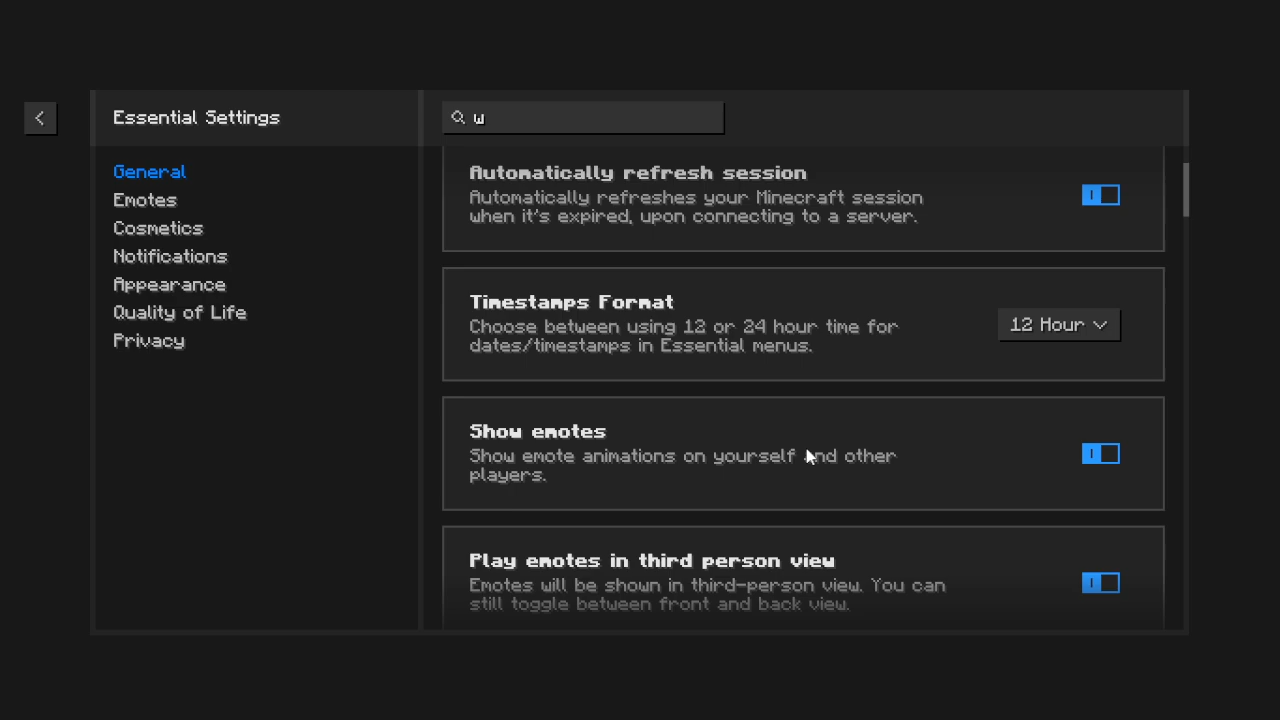 Essential Settings
w
General
Emotes
Cosmetics
Notifications
Appearance
Quality of Life
Privacy
Automatically refresh session
Automatically refreshes your Minecraft session
when it's expired, upon connecting to a server.
Timestamps Format
Choose between using 12 or 24 hour time for
dates/timestamps in Essential menus.
12 Hour
Show emotes
Show emote animations on yourself and other
players.
Play emotes in third person view
Emotes will be shown in third-person view. You can
still toggle between front and back view.